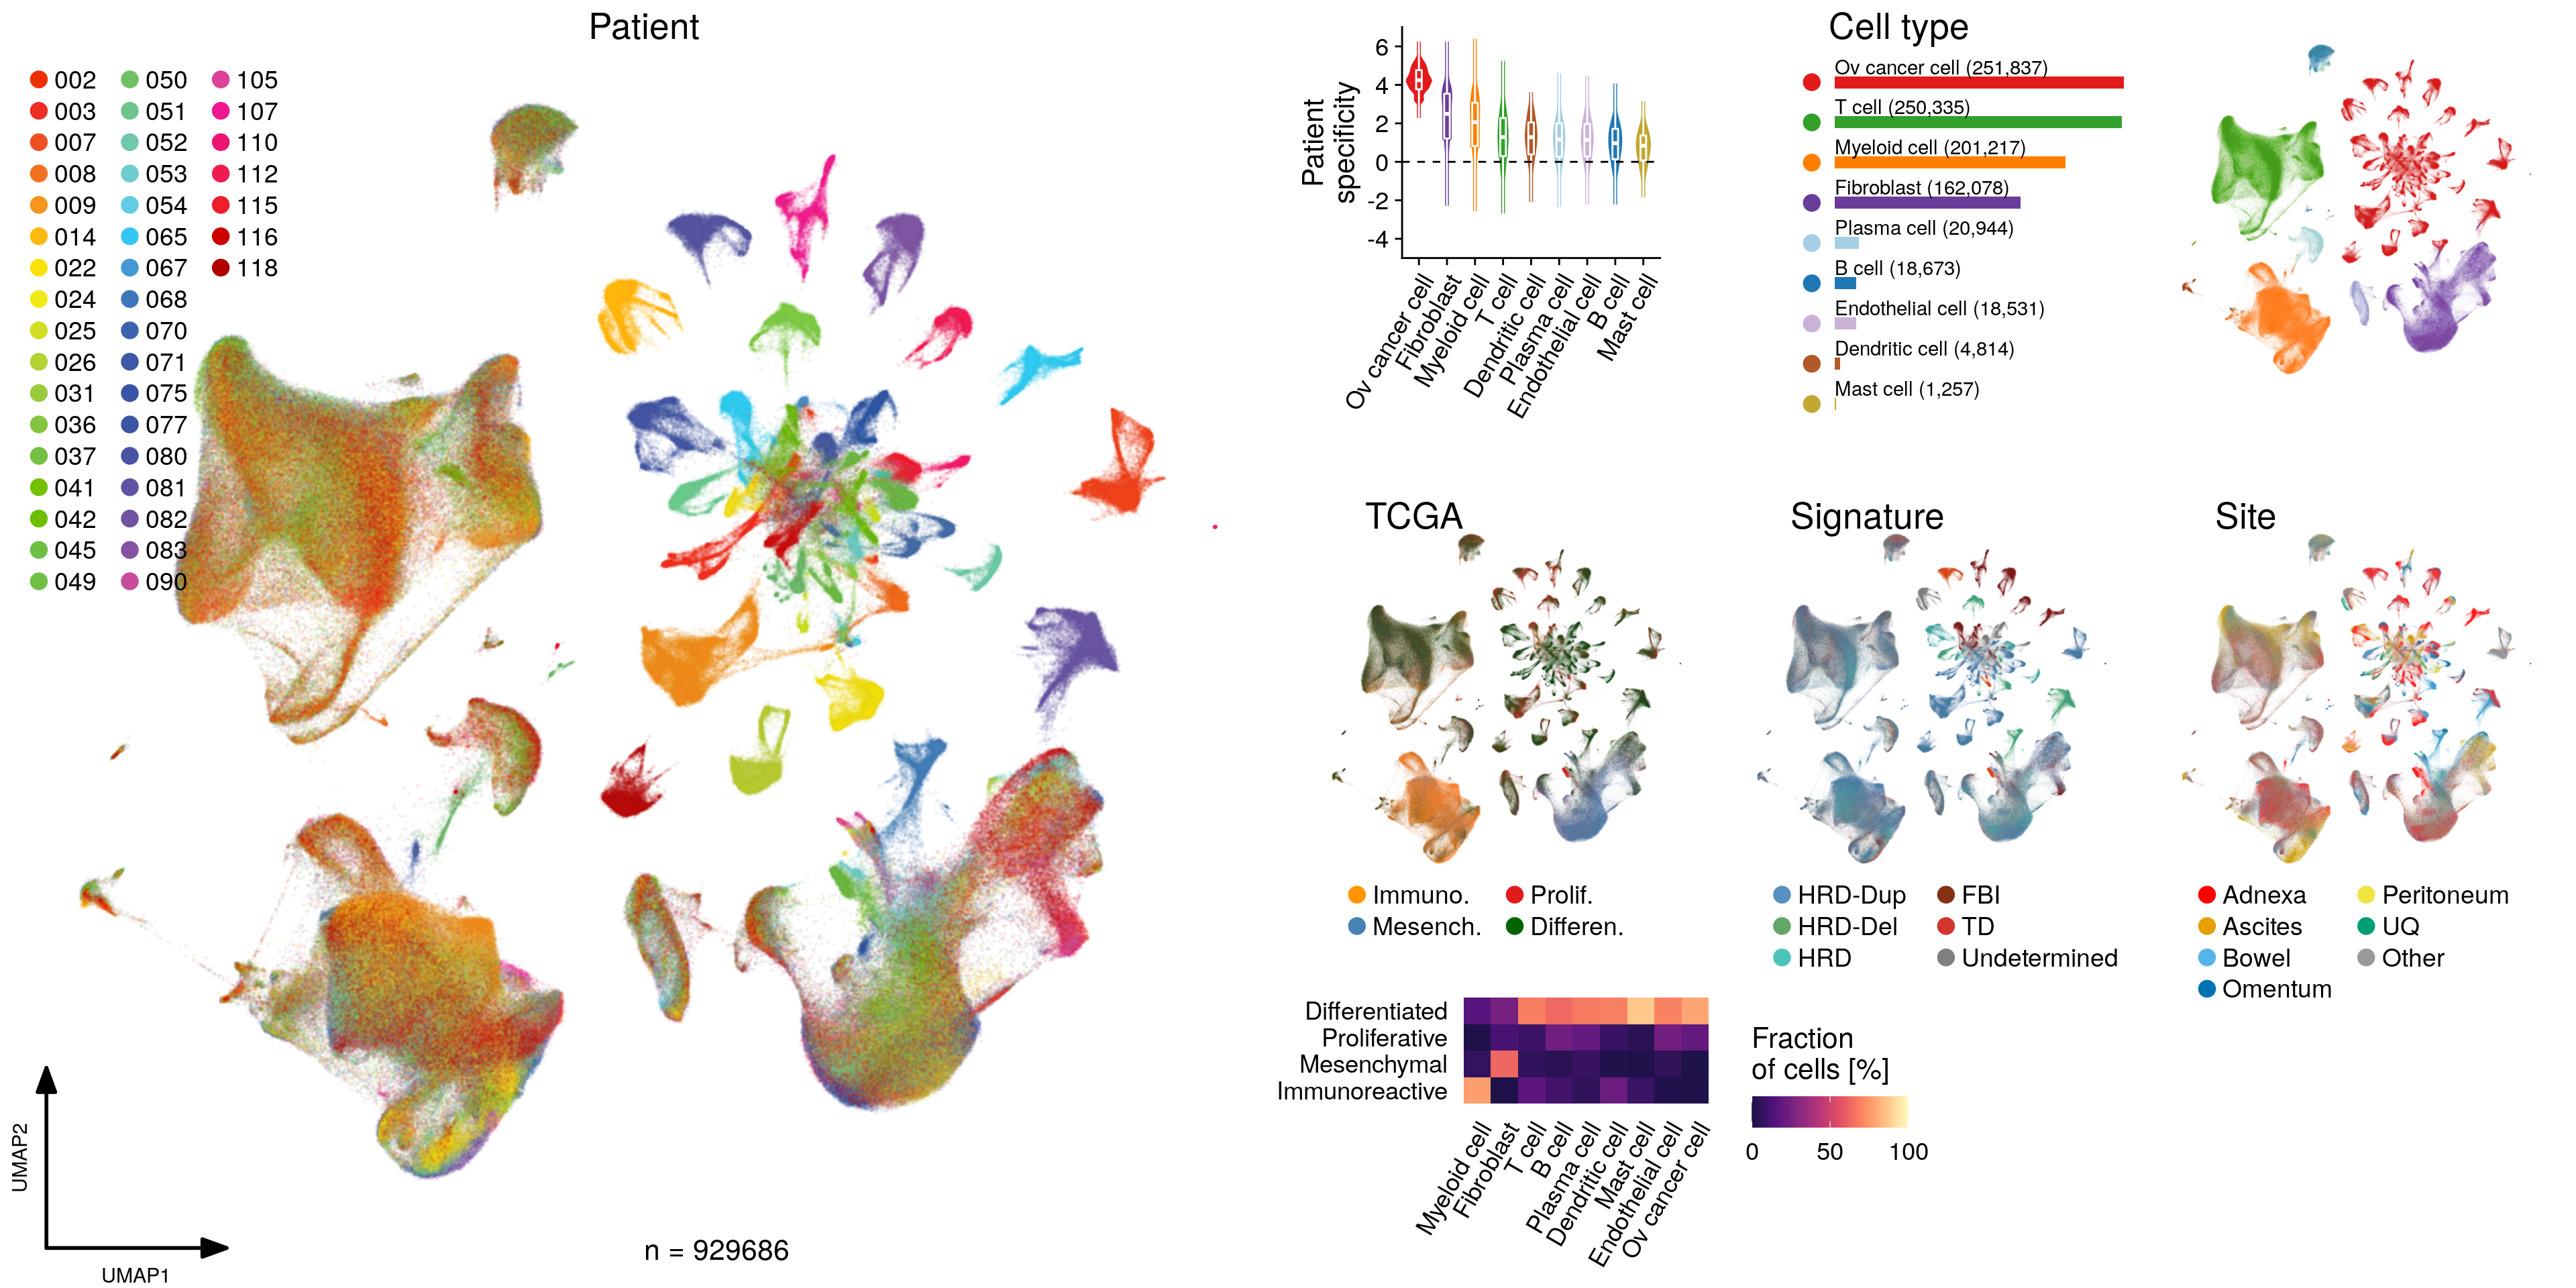 Patient
002
003
007
008
009
014
022
024
025
026
031
036
037
041
042
045
049
050
051
052
053
054
065
067
068
070
071
075
077
080
081
082
083
090
105
107
110
112
115
116
118
UMAP2
UMAP1
n = 929686
Patient
specificity
6
4
2
0
-2
-4
Ov cancer cell
Fibroblast
Myeloid cell
T cell
Dendritic cell
Plasma cell
Endothelial cell
B cell
Mast cell
Cell type
Ov cancer cell (251,837)
T cell (250,335)
Myeloid cell (201,217)
Fibroblast (162,078)
Plasma cell (20,944)
B cell (18,673)
Endothelial cell (18,531)
Dendritic cell (4,814)
Mast cell (1,257)
TCGA
Immuno.
Mesench.
Prolif.
Differen.
Signature
HRD-Dup
HRD-Del
HRD
FBI
TD
Undetermined
Site
Adnexa
Ascites
Bowel
Omentum
Peritoneum
UQ
Other
Differentiated
Proliferative
Mesenchymal
Immunoreactive
Myeloid cell
Fibroblast
T cell
B cell
Plasma cell
Dendritic cell
Mast cell
Endothelial cell
Ov cancer cell
Fraction
of cells [%]
0
50
100